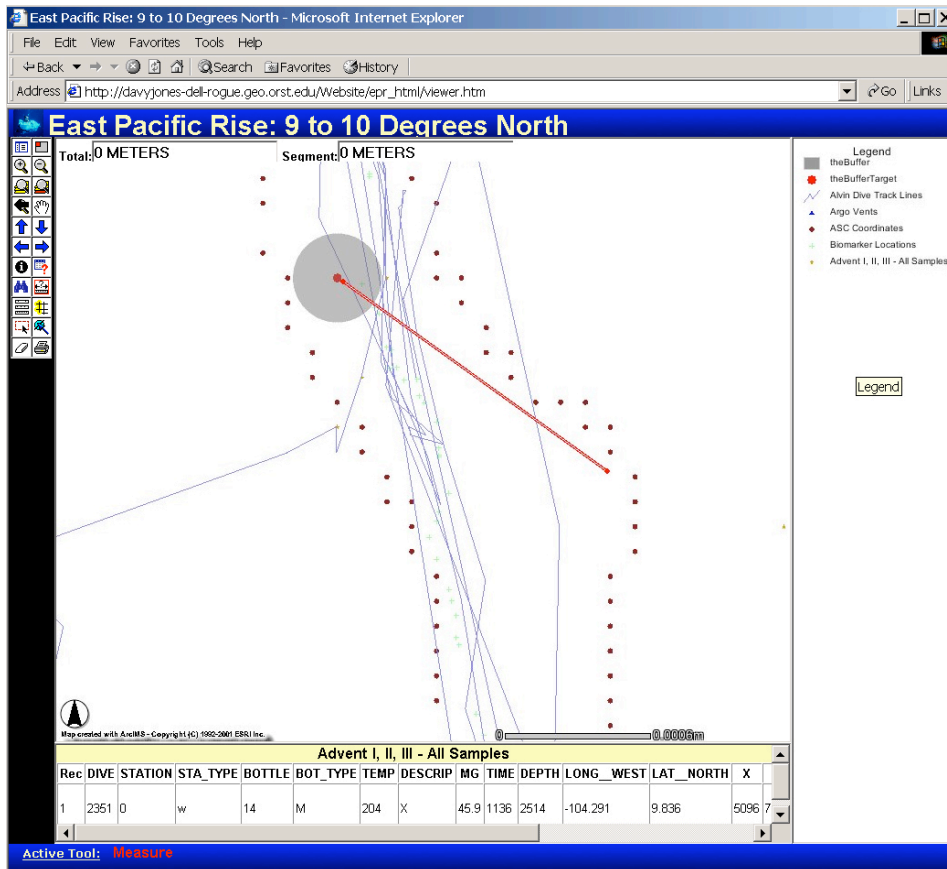 East Pacific Rise: 9 to 10 Degrees North - Microsoft Internet Explorer
File Edit View Favorites Tools Help
Back Search Favorites History
Address http://davyjones-dell-rogue.geo.orst.edu/Website/epr_html/viewer.htm Go Links
East Pacific Rise: 9 to 10 Degrees North
Total: 0 METERS Segment: 0 METERS
Legend
theBuffer
theBufferTarget
Alvin Dive Track Lines
Argo Vents
ASC Coordinates
Biomarker Locations
Advent I, II, III - All Samples
Legend
Map created with ArcIMS - Copyright (C) 1992-2001 ESRI Inc.
0 0.0006m
Advent I, II, III - All Samples
Rec DIVE STATION STA_TYPE BOTTLE BOT_TYPE TEMP DESCRIP MG TIME DEPTH LONG__WEST LAT__NORTH X
1 2351 0 w 14 M 204 X 45.9 1136 2514 -104.291 9.836 5096 7
Active Tool: Measure